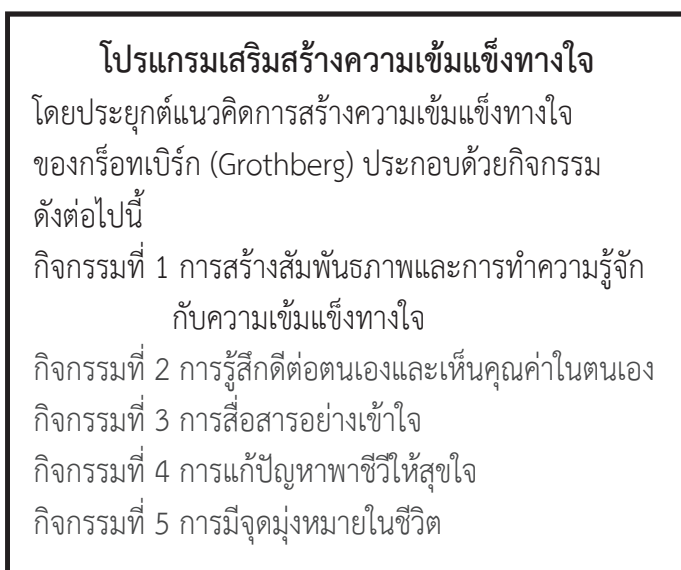 โปรแกรมเสริมสร้างความเข้มแข็งทางใจ
โดยประยุกต์แนวคิดการสร้างความเข้มแข็งทางใจ
ของกร็อทเบิร์ก (Grothberg) ประกอบด้วยกิจกรรม
ดังต่อไปนี้
กิจกรรมที่ 1 การสร้างสัมพันธภาพและการทำความรู้จัก
กับความเข้มแข็งทางใจ
กิจกรรมที่ 2 การรู้สึกดีต่อตนเองและเห็นคุณค่าในตนเอง
กิจกรรมที่ 3 การสื่อสารอย่างเข้าใจ
กิจกรรมที่ 4 การแก้ปัญหาพาชีวีให้สุขใจ
กิจกรรมที่ 5 การมีจุดมุ่งหมายในชีวิต